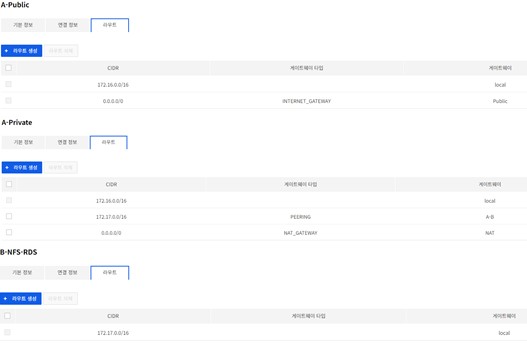 A-Public
기본 정보 연결 정보 라우트
+ 라우트 생성 라우트 삭제
CIDR 게이트웨이 타입 게이트웨이
172.16.0.0/16 local
0.0.0.0/0 INTERNET_GATEWAY Public
A-Private
기본 정보 연결 정보 라우트
+ 라우트 생성 라우트 삭제
CIDR 게이트웨이 타입 게이트웨이
172.16.0.0/16 local
172.17.0.0/16 PEERING A-B
0.0.0.0/0 NAT_GATEWAY NAT
B-NFS-RDS
기본 정보 연결 정보 라우트
+ 라우트 생성 라우트 삭제
CIDR 게이트웨이 타입 게이트웨이
172.17.0.0/16 local